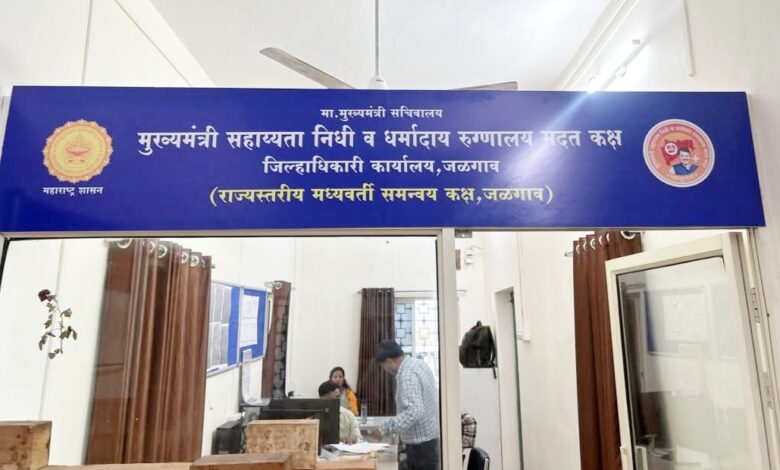 मा.मुख्यमंत्री सचिवालय
मुख्यमंत्री सहाय्यता निधी व धर्मादाय रुग्णालय मदत कक्ष
जिल्हाधिकारी कार्यालय,जळगाव
(राज्यस्तरीय मध्यवर्ती समन्वय कक्ष,जळगाव)
महाराष्ट्र शासन